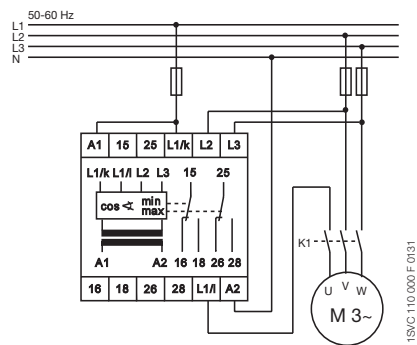 50-60 Hz
L1
L2
L3
N
A1 15 25 L1/k L2 L3
L1/k L1/l L2 L3 15 25
cos ∢ min
max
A1 A2 16 18 26 28
16 18 26 28 L1/l A2
K1
U V W
M 3~
1SVC 110 000 F 0131